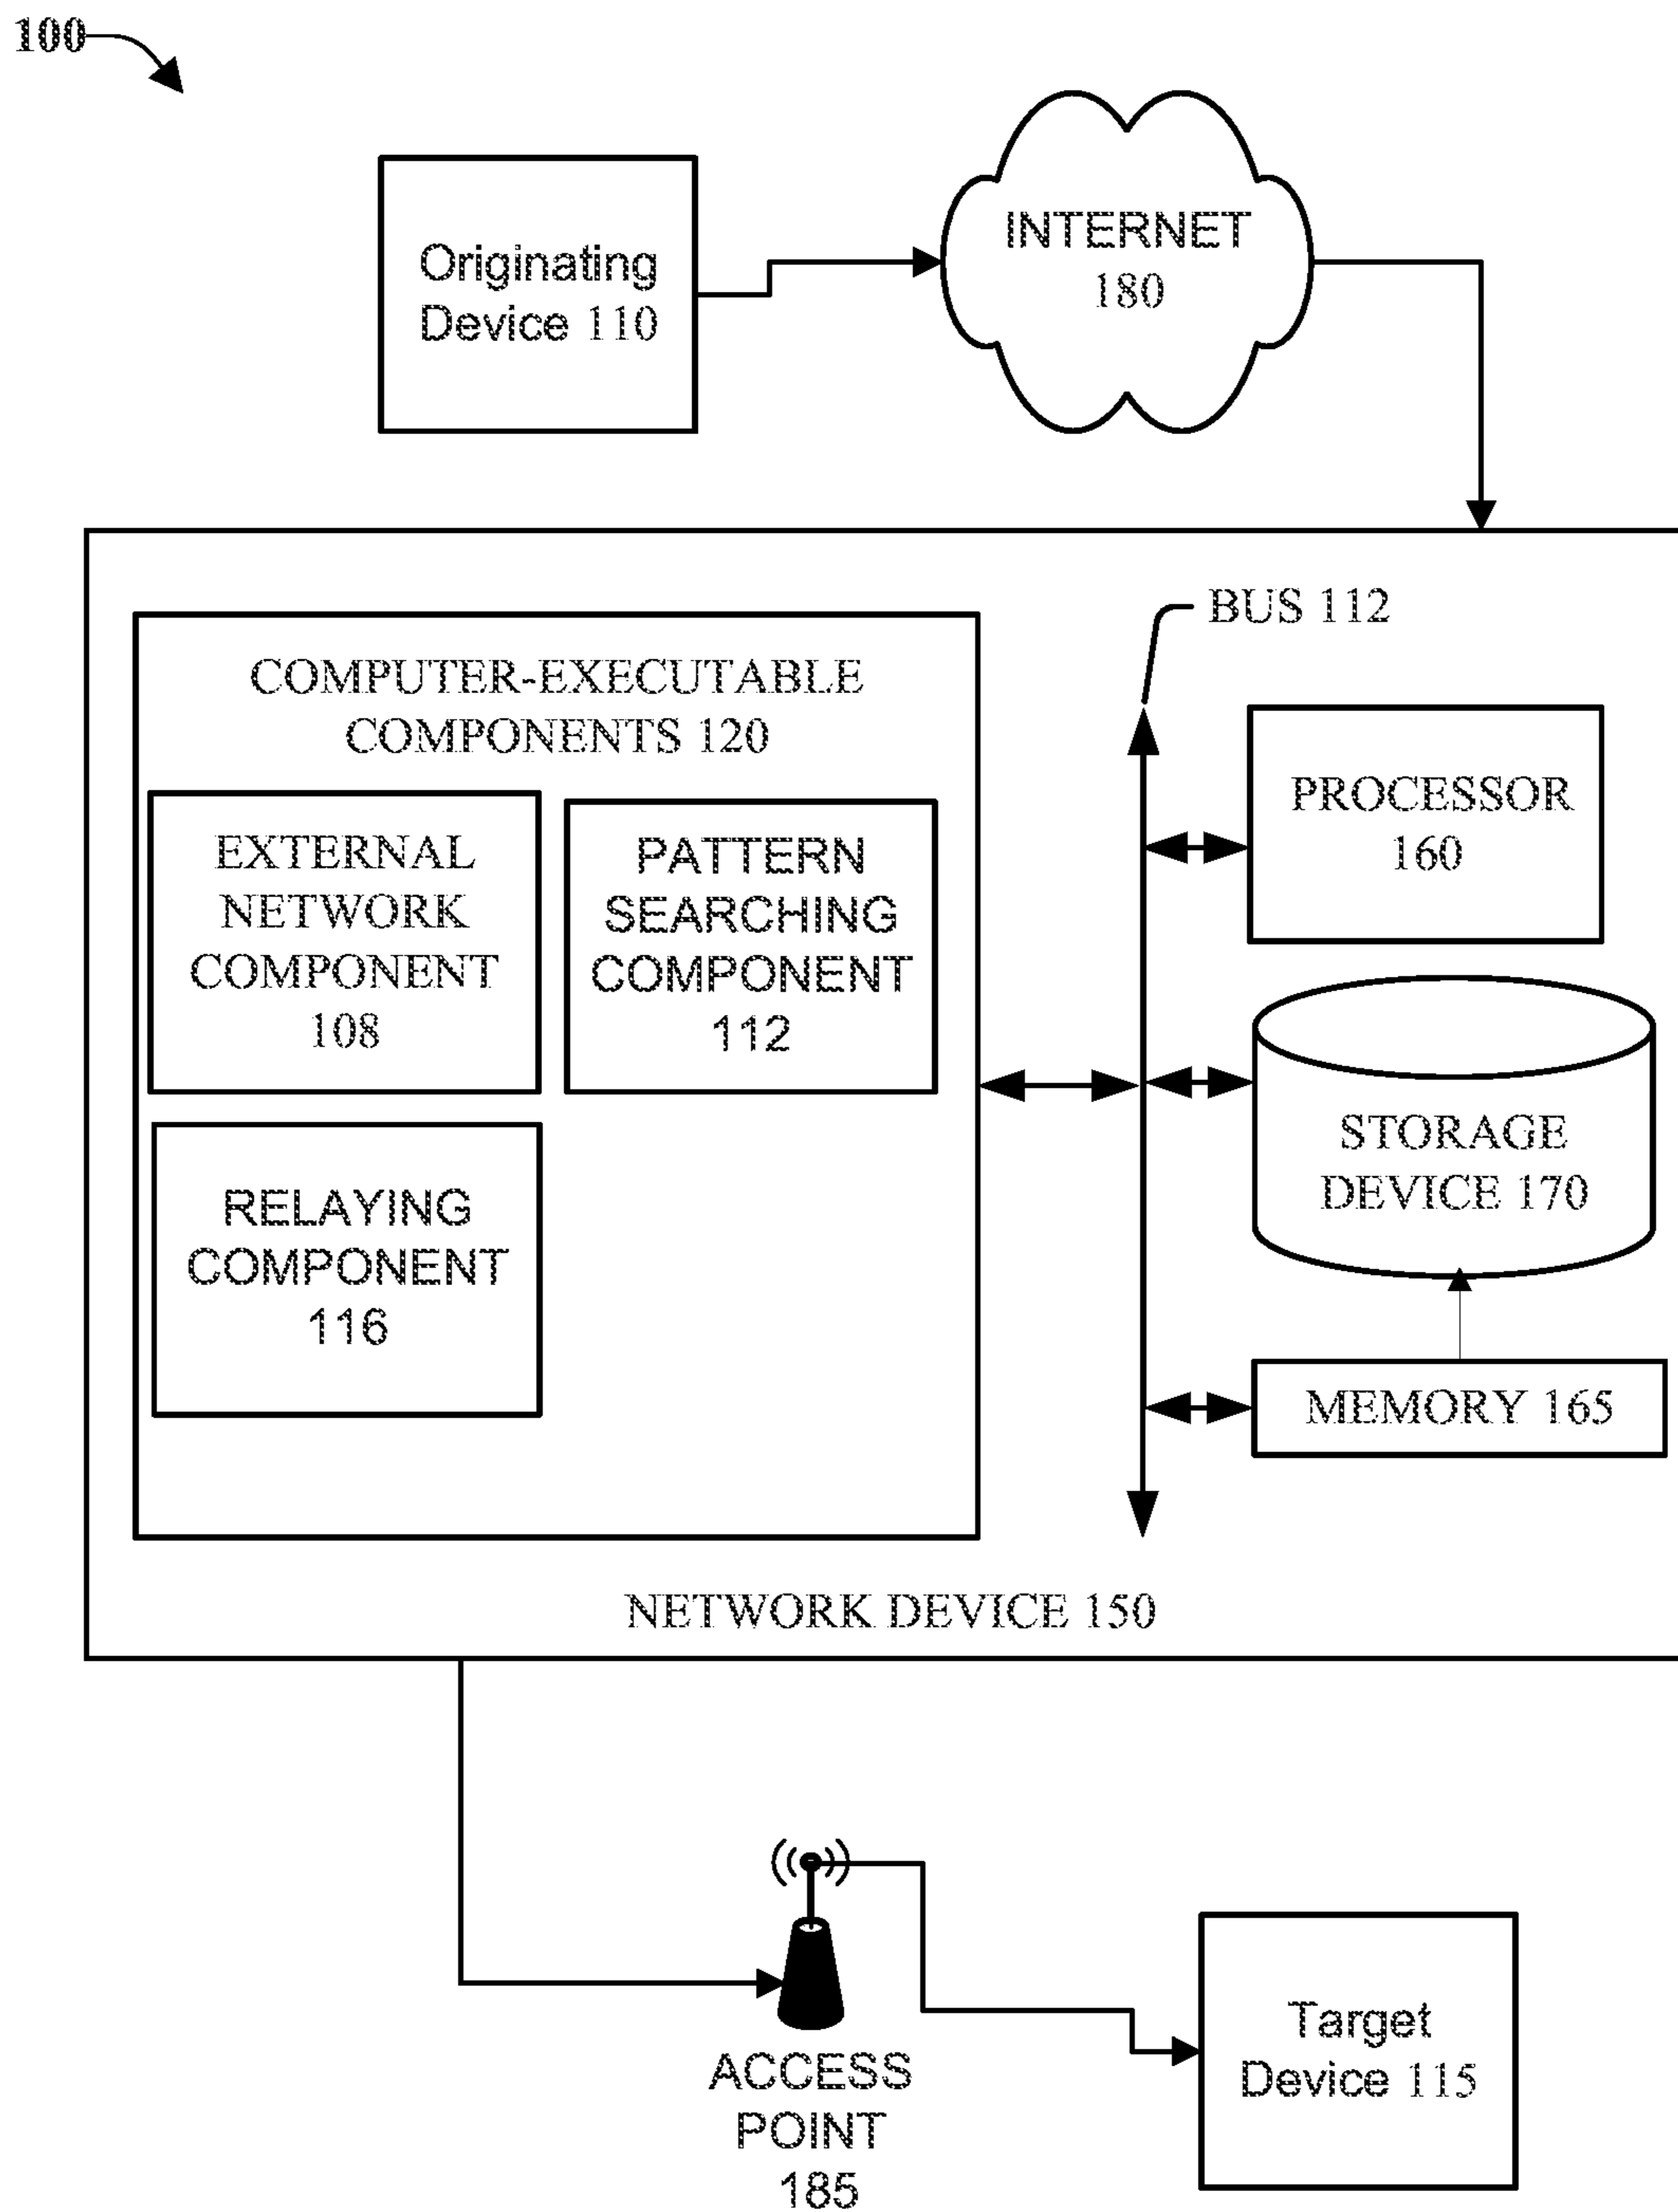 100
Originating
Device 110
INTERNET
180
BUS 112
COMPUTER-EXECUTABLE
COMPONENTS 120
EXTERNAL
NETWORK
COMPONENT
108
PATTERN
SEARCHING
COMPONENT
112
RELAYING
COMPONENT
116
PROCESSOR
160
STORAGE
DEVICE 170
MEMORY 165
NETWORK DEVICE 150
ACCESS
POINT
185
Target
Device 115